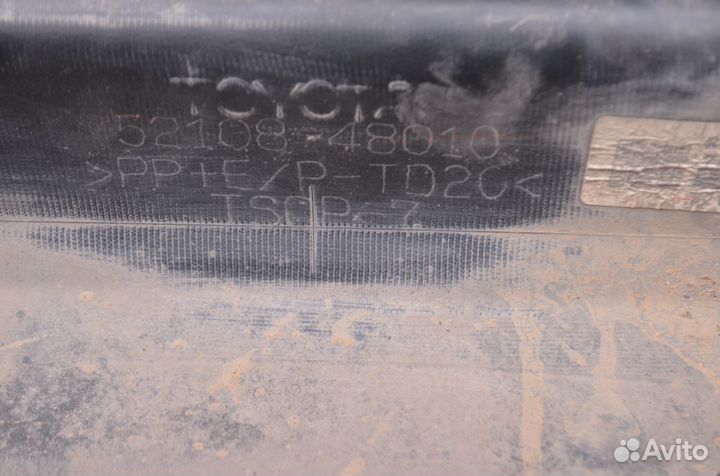 TOYOTA
52108-48010
>PP+E/P-TD20<
TSOP-7
Avito